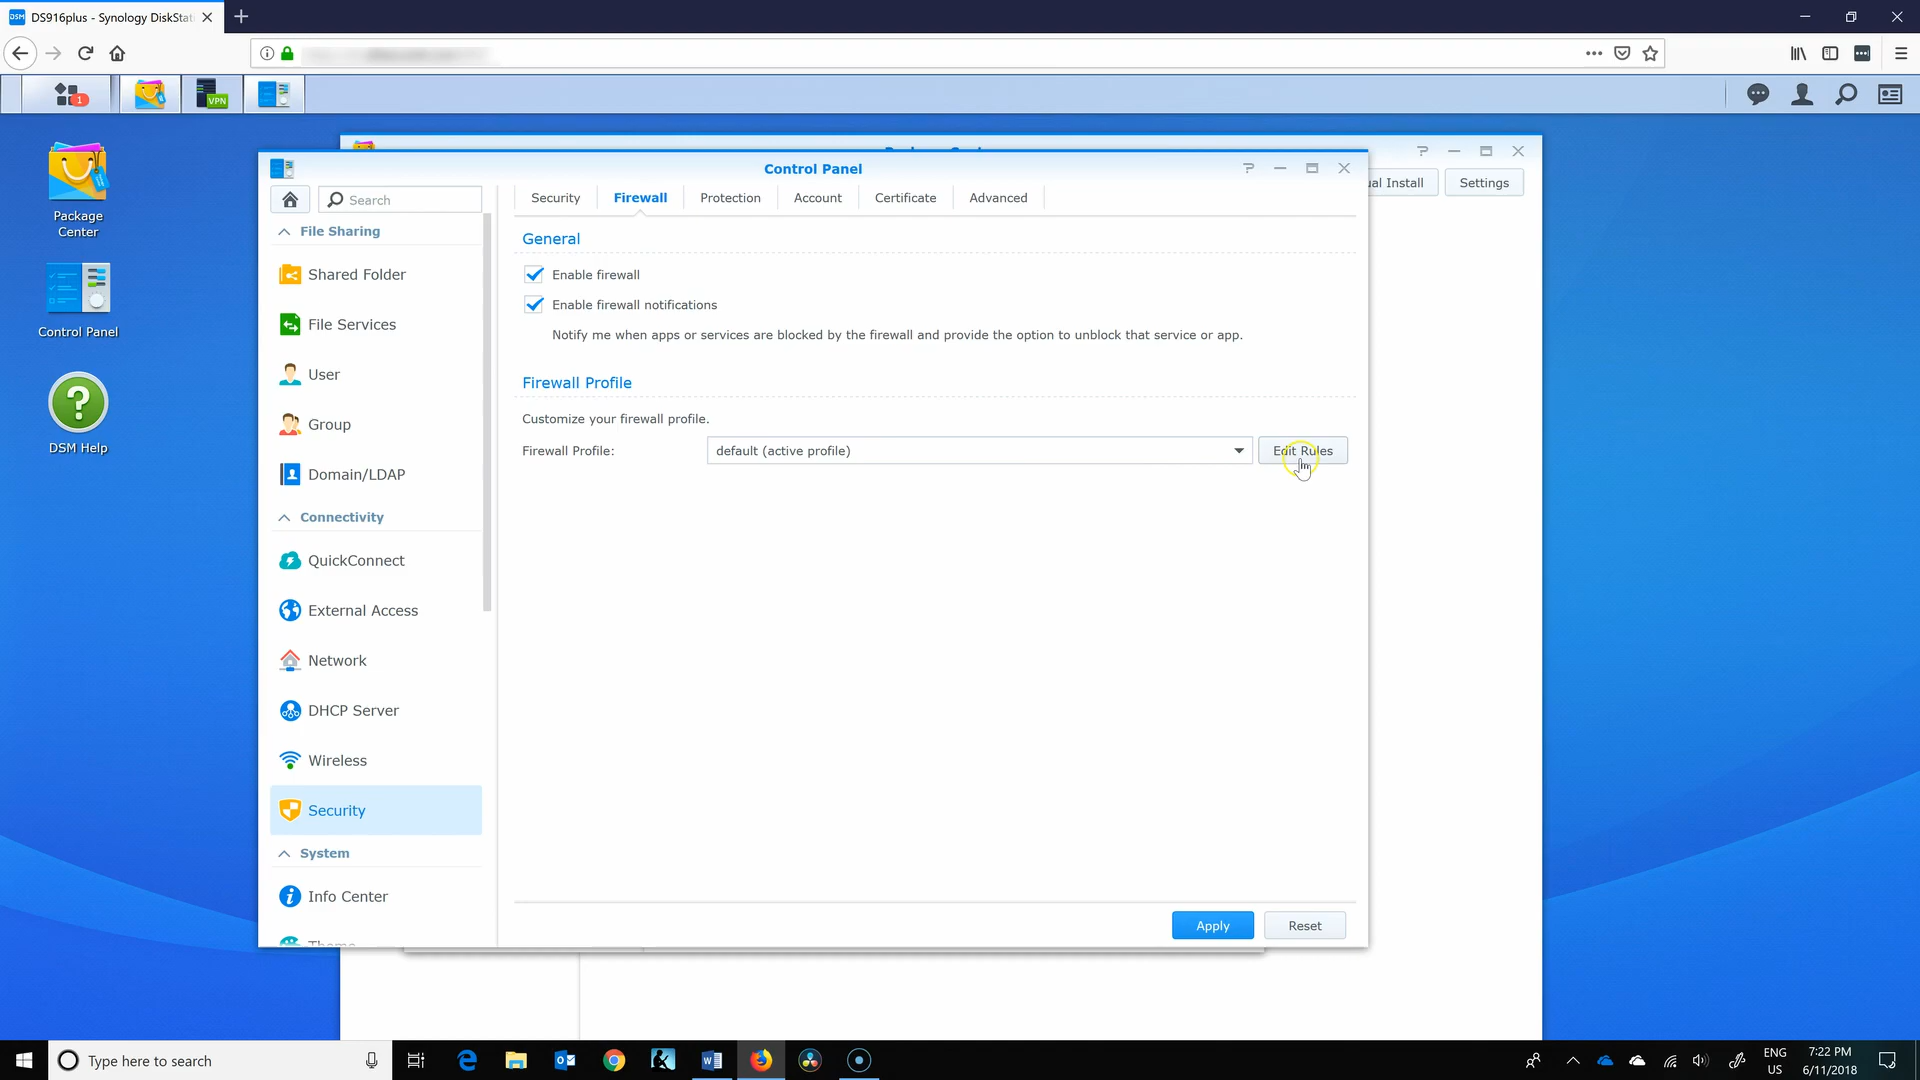 DSM DS916plus - Synology DiskStat
1
VPN
Package Center
Control Panel
DSM Help
ual Install
Settings
Control Panel
Search
File Sharing
Shared Folder
File Services
User
Group
Domain/LDAP
Connectivity
QuickConnect
External Access
Network
DHCP Server
Wireless
Security
System
Info Center
Theme
Security
Firewall
Protection
Account
Certificate
Advanced
General
Enable firewall
Enable firewall notifications
Notify me when apps or services are blocked by the firewall and provide the option to unblock that service or app.
Firewall Profile
Customize your firewall profile.
Firewall Profile:
default (active profile)
Edit Rules
Apply
Reset
Type here to search
ENG
US
7:22 PM
6/11/2018